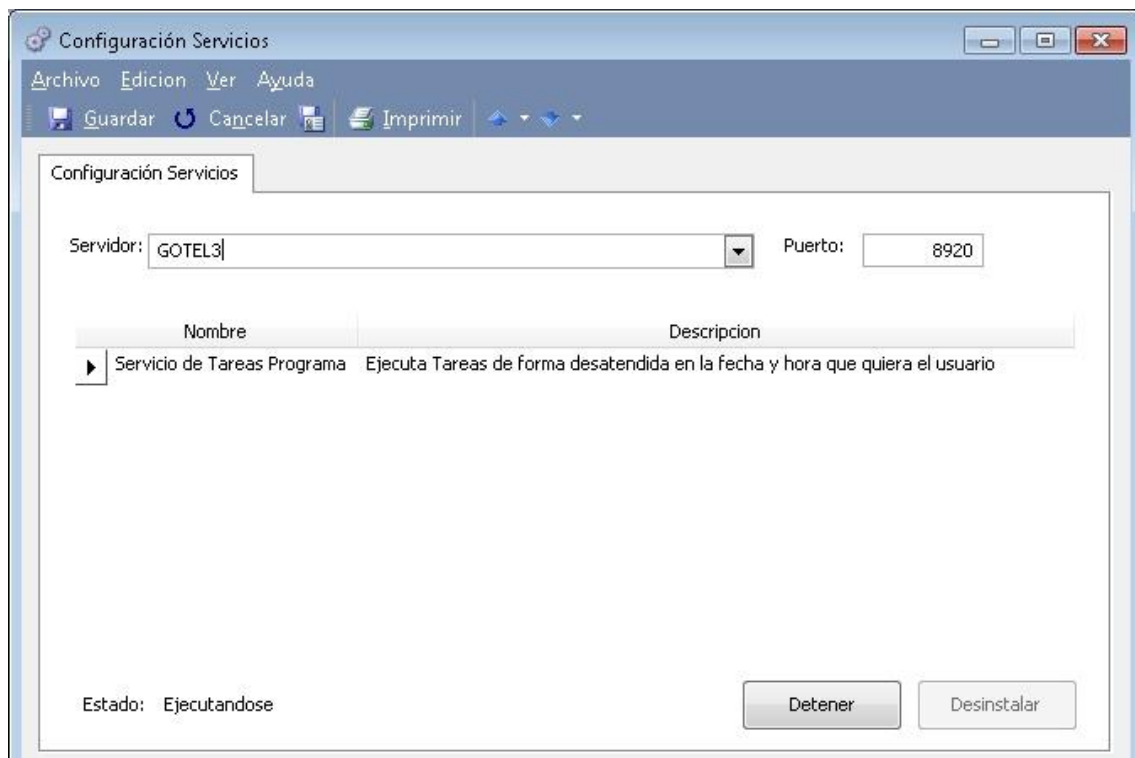 Configuración Servicios
Archivo Edicion Ver Ayuda
Guardar Cancelar Imprimir
Configuración Servicios
Servidor: GOTEL3 Puerto: 8920
Nombre Descripcion
Servicio de Tareas Programa Ejecuta Tareas de forma desatendida en la fecha y hora que quiera el usuario
Estado: Ejecutandose Detener Desinstalar